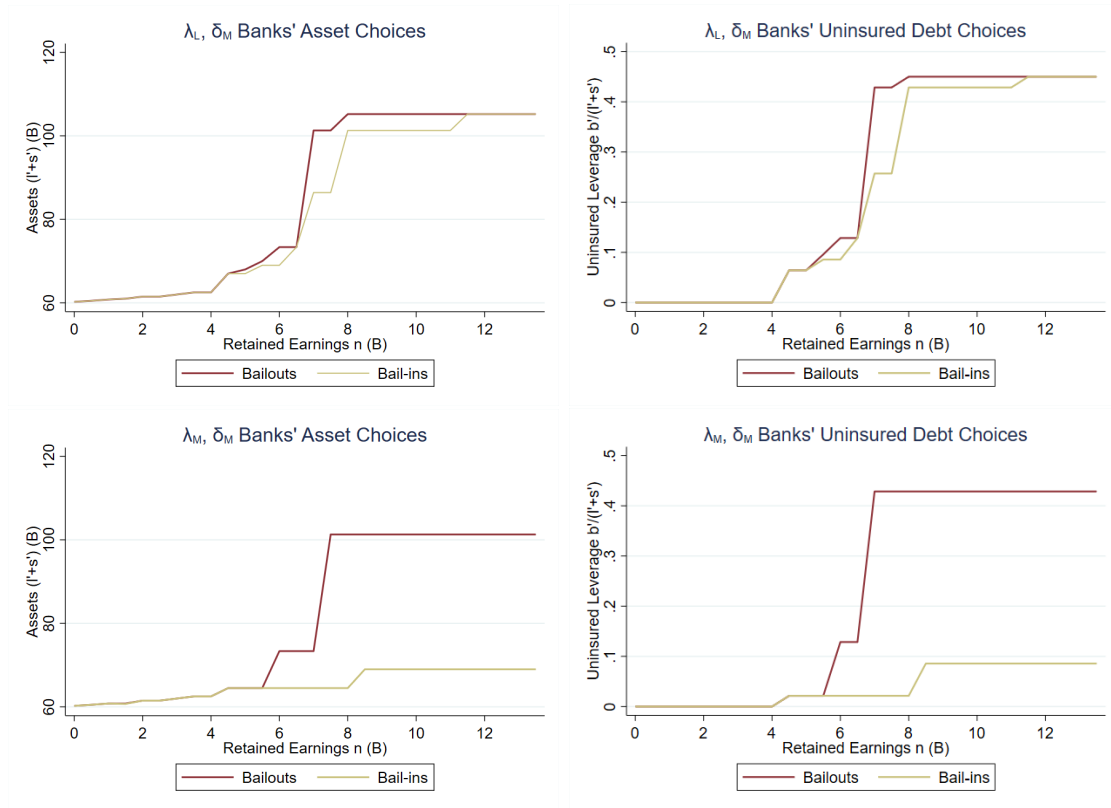 λL, δM Banks' Asset Choices
Assets (l'+s') (B)
120
100
80
60
0 2 4 6 8 10 12
Retained Earnings n (B)
Bailouts Bail-ins
λL, δM Banks' Uninsured Debt Choices
Uninsured Leverage b'/(l'+s')
.5
.4
.3
.2
.1
0
0 2 4 6 8 10 12
Retained Earnings n (B)
Bailouts Bail-ins
λM, δM Banks' Asset Choices
Assets (l'+s') (B)
120
100
80
60
0 2 4 6 8 10 12
Retained Earnings n (B)
Bailouts Bail-ins
λM, δM Banks' Uninsured Debt Choices
Uninsured Leverage b'/(l'+s')
.5
.4
.3
.2
.1
0
0 2 4 6 8 10 12
Retained Earnings n (B)
Bailouts Bail-ins